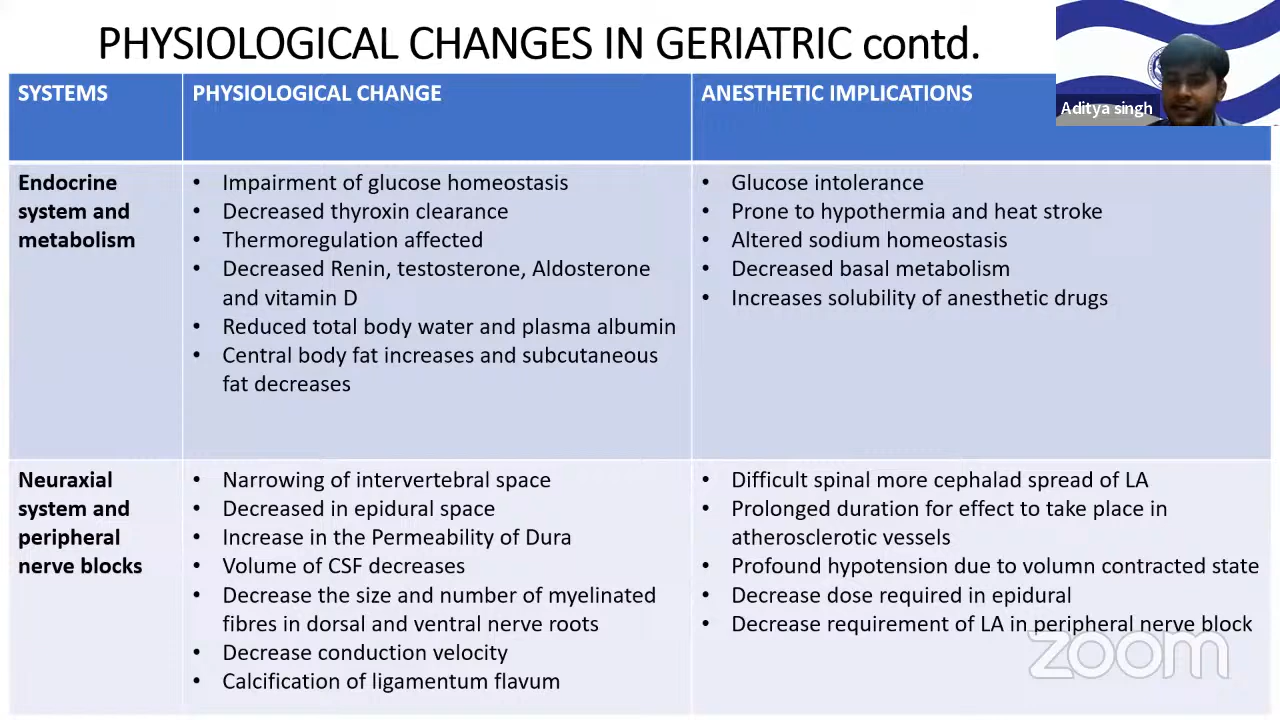 PHYSIOLOGICAL CHANGES IN GERIATRIC contd.
Aditya singh
SYSTEMS
PHYSIOLOGICAL CHANGE
ANESTHETIC IMPLICATIONS
Endocrine
system and
metabolism
• Impairment of glucose homeostasis
• Decreased thyroxin clearance
• Thermoregulation affected
• Decreased Renin, testosterone, Aldosterone
and vitamin D
• Reduced total body water and plasma albumin
• Central body fat increases and subcutaneous
fat decreases
• Glucose intolerance
• Prone to hypothermia and heat stroke
• Altered sodium homeostasis
• Decreased basal metabolism
• Increases solubility of anesthetic drugs
Neuraxial
system and
peripheral
nerve blocks
• Narrowing of intervertebral space
• Decreased in epidural space
• Increase in the Permeability of Dura
• Volume of CSF decreases
• Decrease the size and number of myelinated
fibres in dorsal and ventral nerve roots
• Decrease conduction velocity
• Calcification of ligamentum flavum
• Difficult spinal more cephalad spread of LA
• Prolonged duration for effect to take place in
atherosclerotic vessels
• Profound hypotension due to volumn contracted state
• Decrease dose required in epidural
• Decrease requirement of LA in peripheral nerve block
zoom